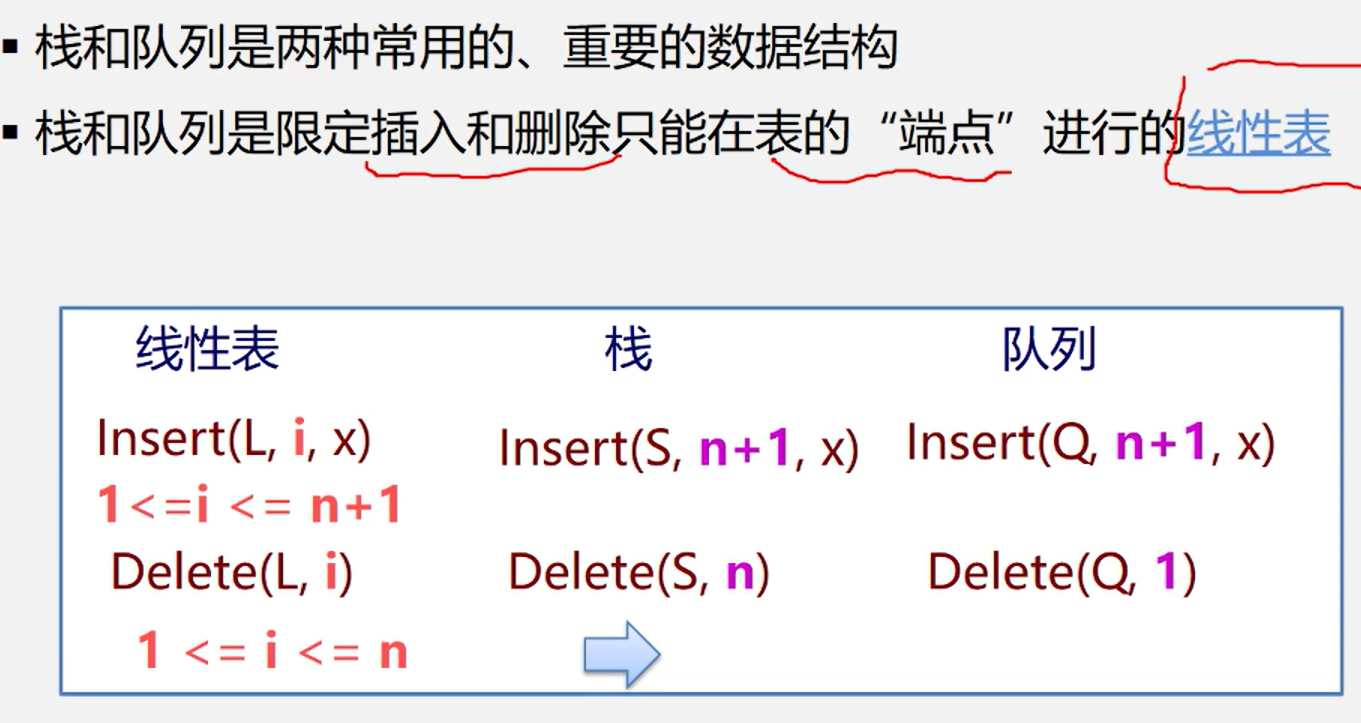 ▪ 栈和队列是两种常用的、重要的数据结构
▪ 栈和队列是限定插入和删除只能在表的“端点”进行的线性表
线性表 栈 队列
Insert(L, i, x) Insert(S, n+1, x) Insert(Q, n+1, x)
1<=i <= n+1
Delete(L, i) Delete(S, n) Delete(Q, 1)
1 <= i <= n